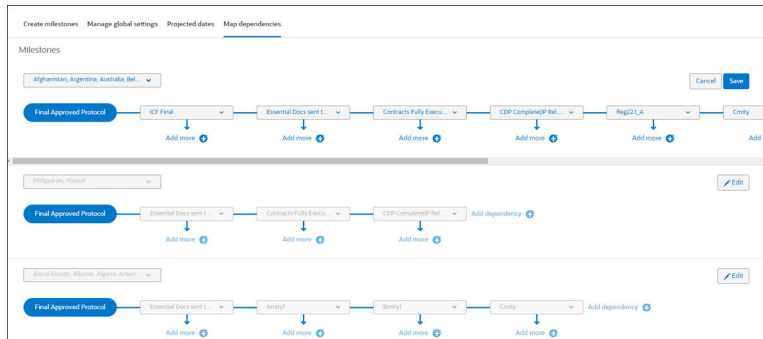 Create milestones Manage global settings Projected dates Map dependencies
Milestones
Afghanistan, Argentina, Australia, Bel...
Cancel Save
Final Approved Protocol ICF Final Essential Docs sent t... Contracts Fully Execu... CDP Complete|IP Rel... Reg22.1_A Cmity
Add more Add more Add more Add more Add more Add
Philippines, Poland
Edit
Final Approved Protocol Essential Docs sent t... Contracts Fully Execu... CDP Complete|IP Rel... Add dependency
Add more Add more Add more
Åland Islands, Albania, Algeria, Ameri...
Edit
Final Approved Protocol Essential Docs sent t... Amity1 Bmity1 Cmity Add dependency
Add more Add more Add more Add more